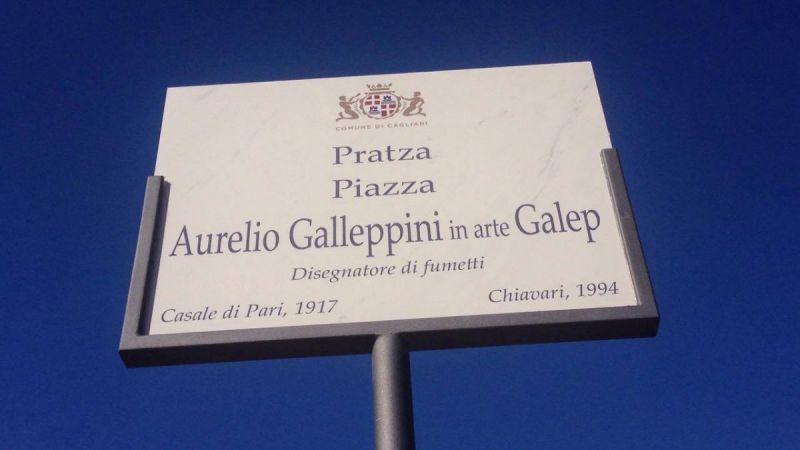 COMUNE DI CAGLIARI
Pratza
Piazza
Aurelio Galleppini in arte Galep
Disegnatore di fumetti
Casale di Pari, 1917
Chiavari, 1994